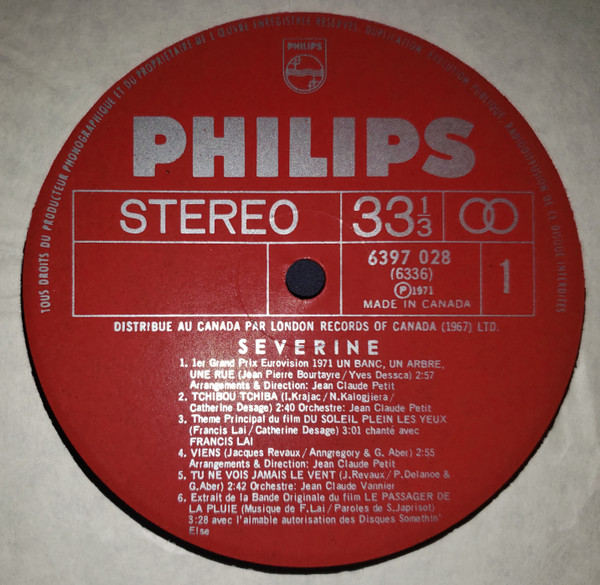 TOUS DROITS DU PRODUCTEUR PHONOGRAPHIQUE ET DU PROPRIETAIRE DE L'ŒUVRE ENREGISTREE RESERVES. DUPLICATION, EXECUTION PUBLIQUE, RADIODIFFUSION DE CE DISQUE INTERDITES
PHILIPS
PHILIPS
STEREO 33 1/3
6397 028
(6336)
Ⓟ 1971
MADE IN CANADA
1
DISTRIBUE AU CANADA PAR LONDON RECORDS OF CANADA (1967) LTD.
SEVERINE
1. 1er Grand Prix Eurovision 1971 UN BANC, UN ARBRE,
UNE RUE (Jean Pierre Bourtayre/Yves Dessca) 2:57
Arrangements & Direction: Jean Claude Petit
2. TCHIBOU TCHIBA (I.Krajac/N.Kalogjiera/
Catherine Desage) 2:40 Orchestre: Jean Claude Petit
3. Theme Principal du film DU SOLEIL PLEIN LES YEUX
(Francis Lai/Catherine Desage) 3:01 chanté avec
FRANCIS LAI
4. VIENS (Jacques Revaux/Anngregory & G. Aber) 2:55
Arrangements & Direction: Jean Claude Petit
5. TU NE VOIS JAMAIS LE VENT (J.Revaux/P.Delanoe &
G.Aber) 2:42 Orchestre: Jean Claude Vannier
6. Extrait de la Bande Originale du film LE PASSAGER DE
LA PLUIE (Musique de F.Lai/Paroles de S.Japrisot)
3:28 avec l'aimable autorisation des Disques Somethin'
Else